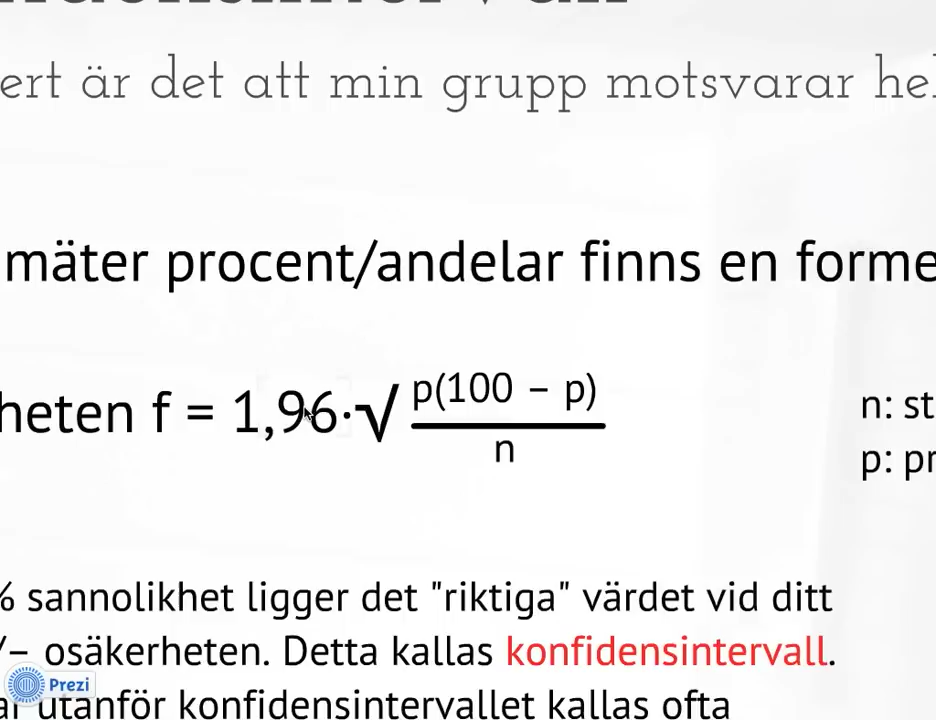 ert är det att min grupp motsvarar hel
mäter procent/andelar finns en forme
heten f = 1,96·√ p(100 – p)
n
n: st
p: pr
% sannolikhet ligger det "riktiga" värdet vid ditt
/– osäkerheten. Detta kallas konfidensintervall.
utanför konfidensintervallet kallas ofta
Prezi